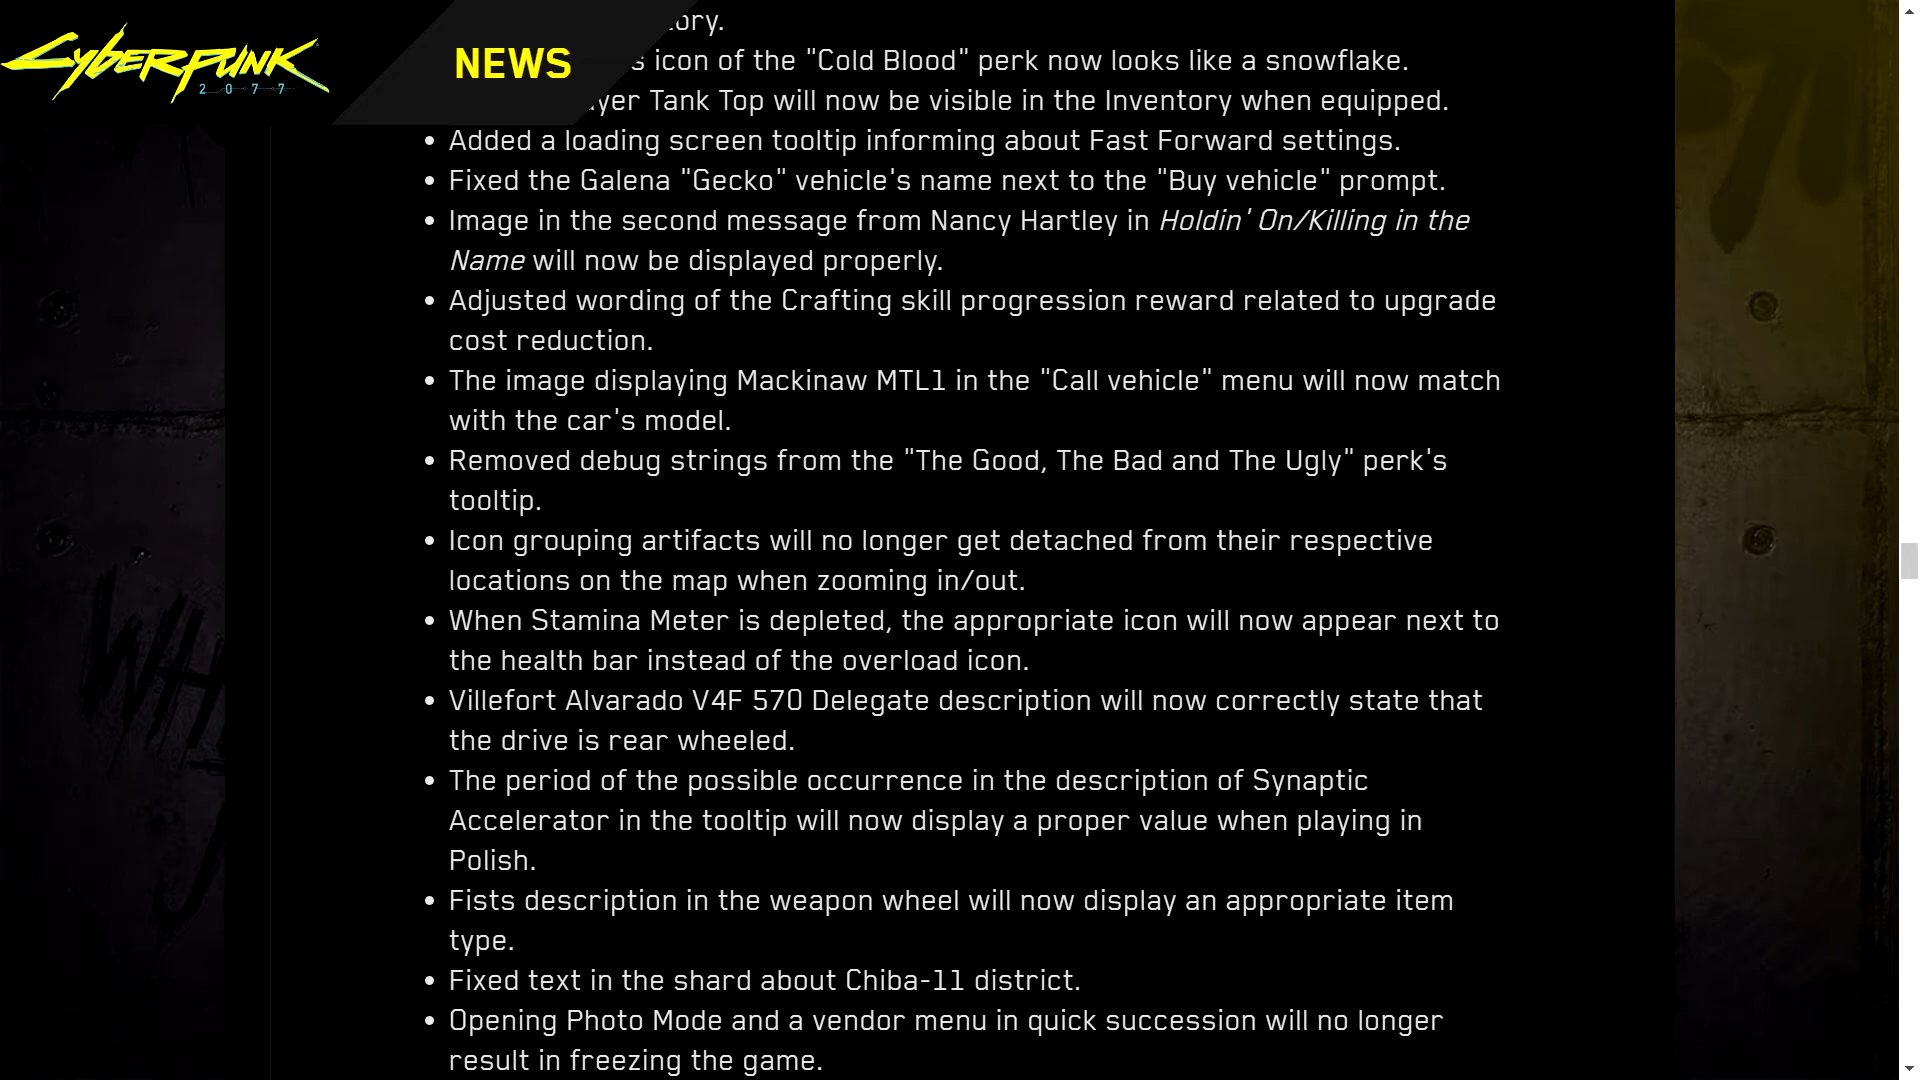 CYBERPUNK
2077
NEWS
icon of the "Cold Blood" perk now looks like a snowflake.
Tank Top will now be visible in the Inventory when equipped.
• Added a loading screen tooltip informing about Fast Forward settings.
• Fixed the Galena "Gecko" vehicle's name next to the "Buy vehicle" prompt.
• Image in the second message from Nancy Hartley in Holdin' On/Killing in the
Name will now be displayed properly.
• Adjusted wording of the Crafting skill progression reward related to upgrade
cost reduction.
• The image displaying Mackinaw MTL1 in the "Call vehicle" menu will now match
with the car's model.
• Removed debug strings from the "The Good, The Bad and The Ugly" perk's
tooltip.
• Icon grouping artifacts will no longer get detached from their respective
locations on the map when zooming in/out.
• When Stamina Meter is depleted, the appropriate icon will now appear next to
the health bar instead of the overload icon.
• Villefort Alvarado V4F 570 Delegate description will now correctly state that
the drive is rear wheeled.
• The period of the possible occurrence in the description of Synaptic
Accelerator in the tooltip will now display a proper value when playing in
Polish.
• Fists description in the weapon wheel will now display an appropriate item
type.
• Fixed text in the shard about Chiba-11 district.
• Opening Photo Mode and a vendor menu in quick succession will no longer
result in freezing the game.